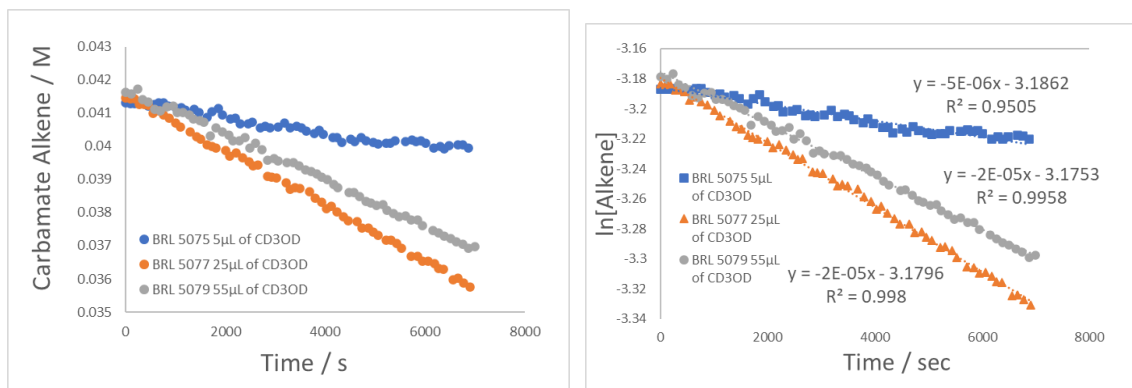 Carbamate Alkene / M
0.043
0.042
0.041
0.04
0.039
0.038
0.037
0.036
0.035
BRL 5075 5µL of CD3OD
BRL 5077 25µL of CD3OD
BRL 5079 55µL of CD3OD
0
2000
4000
6000
8000
Time / s
ln[Alkene]
-3.16
-3.18
-3.2
-3.22
-3.24
-3.26
-3.28
-3.3
-3.32
-3.34
y = -5E-06x - 3.1862
R² = 0.9505
BRL 5075 5µL
of CD3OD
BRL 5077 25µL
of CD3OD
BRL 5079 55µL
of CD3OD
y = -2E-05x - 3.1753
R² = 0.9958
y = -2E-05x - 3.1796
R² = 0.998
0
2000
4000
6000
8000
Time / sec